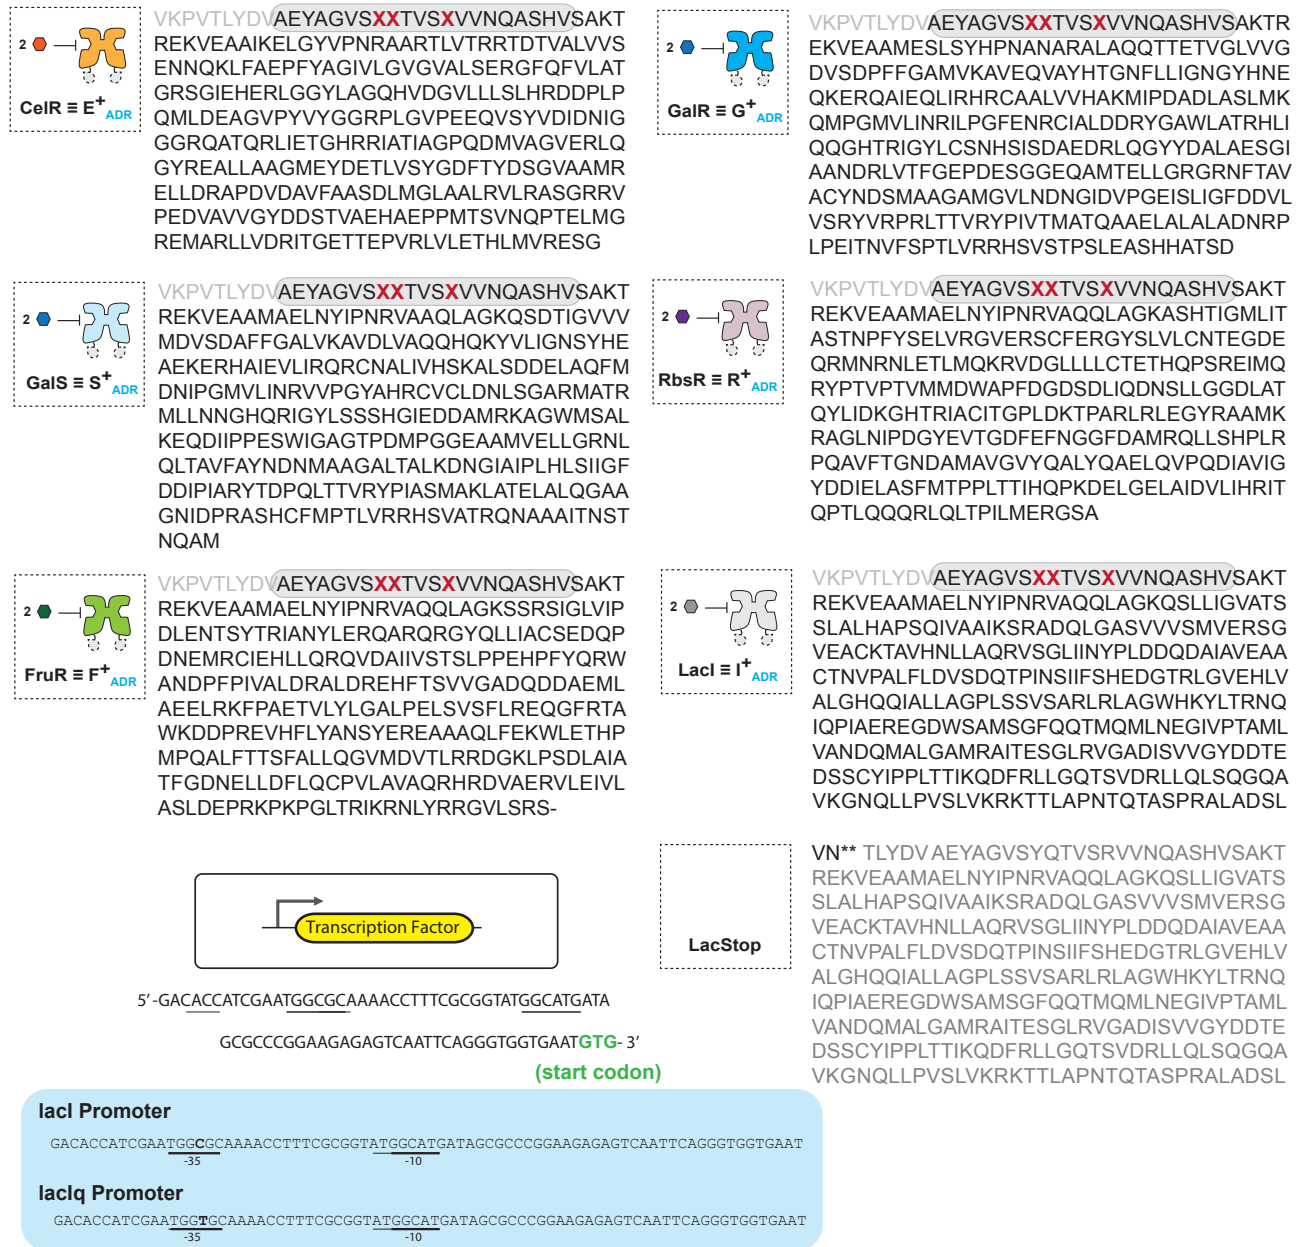 VKPVTLYDVAEYAGVSXXTVSXVVNQASHVSAKT
REKVEAAIKELGYVPNRAARTLVTRRTDTVALVVS
ENNQKLFAEPFYAGIVLGVGVALSERGFQFVLAT
GRSGIEHERLGGYLAGQHVDGVLLLSLHRDDPLP
QMLDEAGVPYVYGGRPLGVPEEQVSYVDIDNIG
GGRQATQRLIETGHRRIATIAGPQDMVAGVERLQ
GYREALLAAGMEYDETLVSYGDFTYDSGVAAMR
ELLDRAPDVDAVFAASDLMGLAALRVLRASGRRV
PEDVAVVGYDDSTVAEHAEPPMTSVNQPTELMG
REMARLLVDRITGETTEPVRLVLETHLMVRESG
2
CelR ≡ E+ADR
VKPVTLYDVAEYAGVSXXTVSXVVNQASHVSAKTR
EKVEAAMESLSYHPNANARALAQQTTETVGLVVG
DVSDPFFGAMVKAVEQVAYHTGNFLLIGNGYHNE
QKERQAIEQLIRHRCAALVVHAKMIPDADLASLMK
QMPGMVLINRILPGFENRCIALDDRYGAWLATRHLI
QQGHTRIGYLCSNHSISDAEDRLQGYYDALAESGI
AANDRLVTFGEPDESGGEQAMTELLGRGRNFTAV
ACYNDSMAAGAMGVLNDNGIDVPGEISLIGFDDVL
VSRYVRPRLTTVRYPIVTMATQAAELALALADNRP
LPEITNVFSPTLVRRHSVSTPSLEASHHATSD
2
GalR ≡ G+ADR
VKPVTLYDVAEYAGVSXXTVSXVVNQASHVSAKT
REKVEAAMAELNYIPNRVAAQLAGKQSDTIGVVV
MDVSDAFFGALVKAVDLVAQQHQKYVLIGNSYHE
AEKERHAIEVLIRQRCNALIVHSKALSDDELAQFM
DNIPGMVLINRVVPGYAHRCVCLDNLSGARMATR
MLLNNGHQRIGYLSSSHGIEDDAMRKAGWMSAL
KEQDIIPPESWIGAGTPDMPGGEAAMVELLGRNL
QLTAVFAYNDNMAAGALTALKDNGIAIPLHLSIIGF
DDIPIARYTDPQLTTVRYPIASMAKLATELALQGAA
GNIDPRASHCFMPTLVRRHSVATRQNAAAITNST
NQAM
2
GalS ≡ S+ADR
VKPVTLYDVAEYAGVSXXTVSXVVNQASHVSAKT
REKVEAAMAELNYIPNRVAQQLAGKASHTIGMLIT
ASTNPFYSELVRGVERSCFERGYSLVLCNTEGDE
QRMNRNLETLMQKRVDGLLLLCTETHQPSREIMQ
RYPTVPTVMMDWAPFDGDSDLIQDNSLLGGDLAT
QYLIDKGHTRIACITGPLDKTPARLRLEGYRAAMK
RAGLNIPDGYEVTGDFEFNGGFDAMRQLLSHPLR
PQAVFTGNDAMAVGVYQALYQAELQVPQDIAVIG
YDDIELASFMTPPLTTIHQPKDELGELAIDVLIHRIT
QPTLQQQRLQLTPILMERGSA
2
RbsR ≡ R+ADR
VKPVTLYDVAEYAGVSXXTVSXVVNQASHVSAKT
REKVEAAMAELNYIPNRVAQQLAGKSSRSIGLVIP
DLENTSYTRIANYLERQARQRGYQLLIACSEDQP
DNEMRCIEHLLQRQVDAIIVSTSLPPEHPFYQRW
ANDPFPIVALDRALDREHFTSVVGADQDDAEML
AEELRKFPAETVLYLGALPELSVSFLREQGFRTA
WKDDPREVHFLYANSYEREAAAQLFEKWLETHP
MPQALFTTSFALLQGVMDVTLRRDGKLPSDLAIA
TFGDNELLDFLQCPVLAVAQRHRDVAERVLEIVL
ASLDEPRKPKPGLTRIKRNLYRRGVLSRS-
2
FruR ≡ F+ADR
VKPVTLYDVAEYAGVSXXTVSXVVNQASHVSAKT
REKVEAAMAELNYIPNRVAQQLAGKQSLLIGVATS
SLALHAPSQIVAAIKSRADQLGASVVVSMVERSG
VEACKTAVHNLLAQRVSGLIINYPLDDQDAIAVEAA
CTNVPALFLDVSDQTPINSIIFSHEDGTRLGVEHLV
ALGHQQIALLAGPLSSVSARLRLAGWHKYLTRNQ
IQPIAEREGDWSAMSGFQQTMQMLNEGIVPTAML
VANDQMALGAMRAITESGLRVGADISVVGYDDTE
DSSCYIPPLTTIKQDFRLLGQTSVDRLLQLSQGQA
VKGNQLLPVSLVKRKTTLAPNTQTASPRALADSL
2
LacI ≡ I+ADR
VN** TLYDVAEYAGVSYQTVSRVVNQASHVSAKT
REKVEAAMAELNYIPNRVAQQLAGKQSLLIGVATS
SLALHAPSQIVAAIKSRADQLGASVVVSMVERSG
VEACKTAVHNLLAQRVSGLIINYPLDDQDAIAVEAA
CTNVPALFLDVSDQTPINSIIFSHEDGTRLGVEHLV
ALGHQQIALLAGPLSSVSARLRLAGWHKYLTRNQ
IQPIAEREGDWSAMSGFQQTMQMLNEGIVPTAML
VANDQMALGAMRAITESGLRVGADISVVGYDDTE
DSSCYIPPLTTIKQDFRLLGQTSVDRLLQLSQGQA
VKGNQLLPVSLVKRKTTLAPNTQTASPRALADSL
LacStop
Transcription Factor
5'-GACACCATCGAATGGCGCAAAACCTTTCGCGGTATGGCATGATA
GCGCCCGGAAGAGAGTCAATTCAGGGTGGTGAATGTG- 3'
(start codon)
lacI Promoter
GACACCATCGAATGGCGCAAAACCTTTCGCGGTATGGCATGATAGCGCCCGGAAGAGAGTCAATTCAGGGTGGTGAAT
-35 -10
lacIq Promoter
GACACCATCGAATGGTGCAAAACCTTTCGCGGTATGGCATGATAGCGCCCGGAAGAGAGTCAATTCAGGGTGGTGAAT
-35 -10